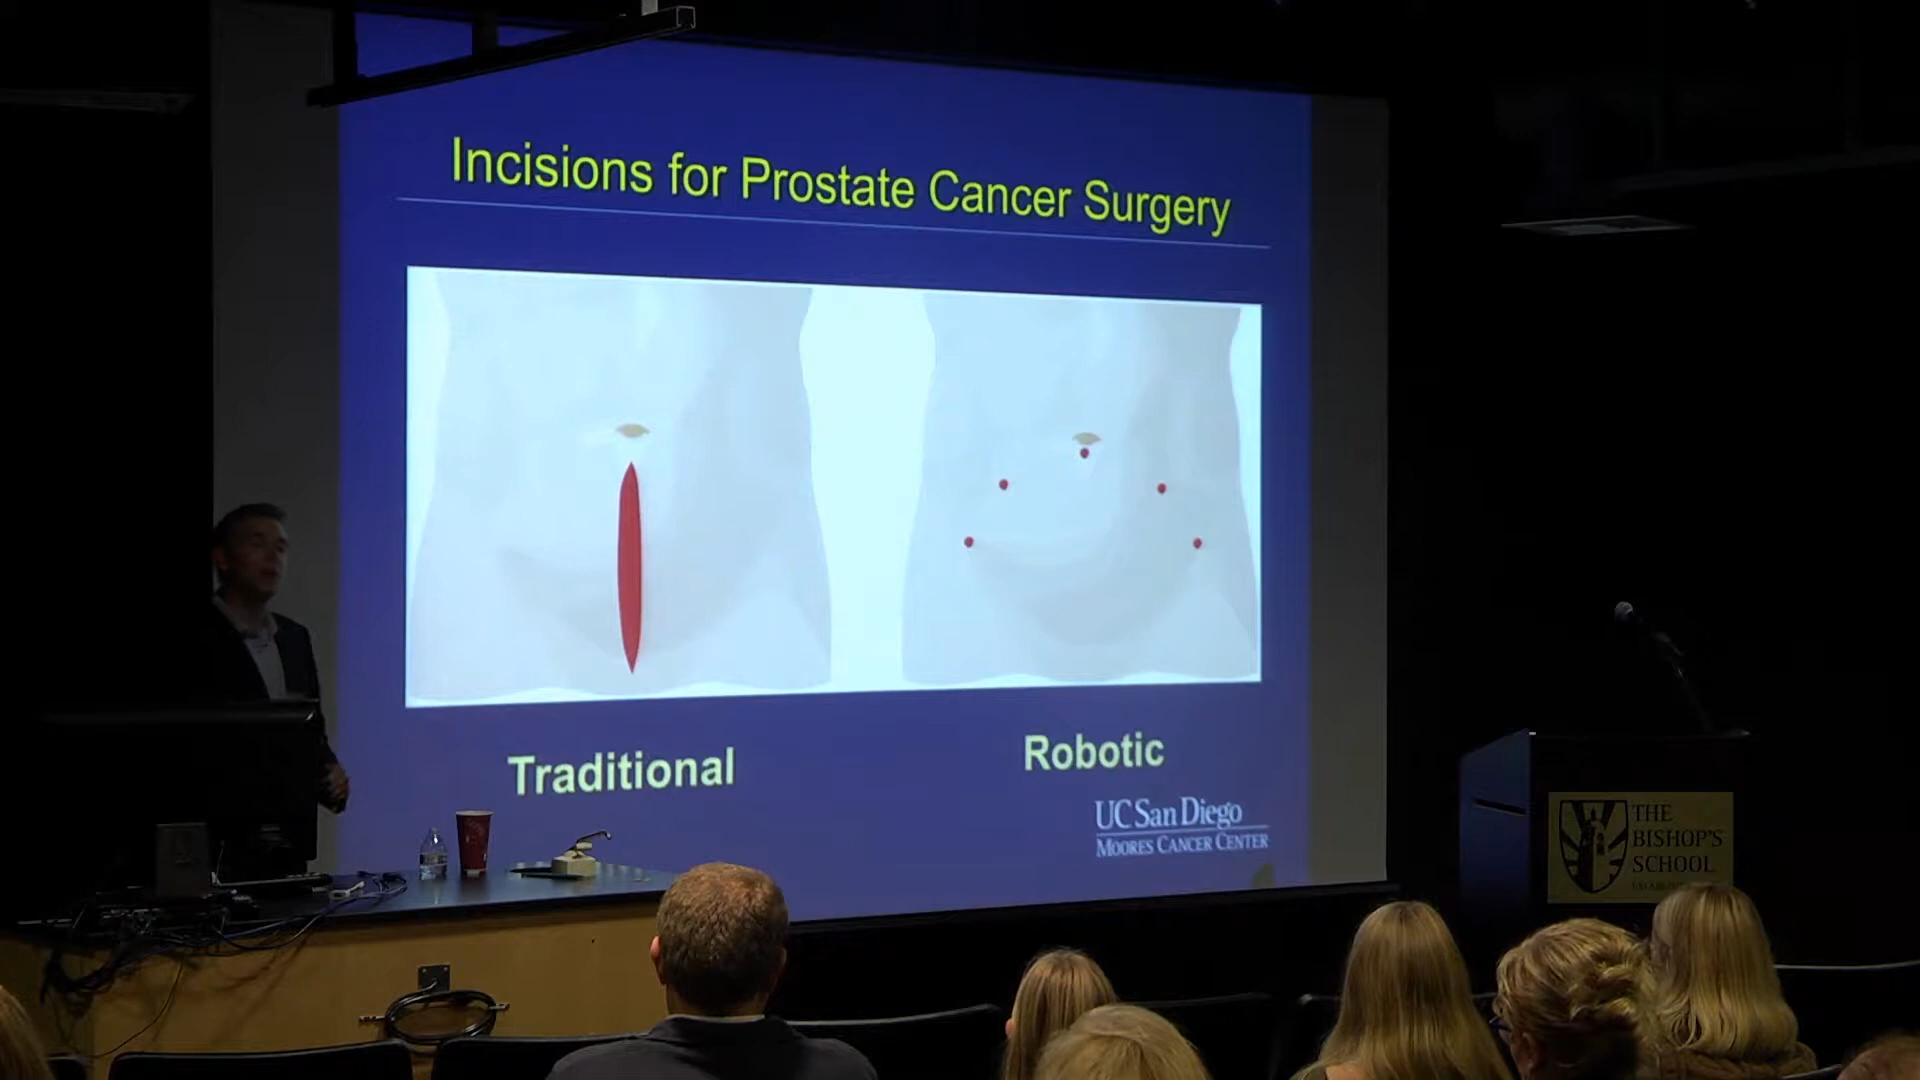 Incisions for Prostate Cancer Surgery
Traditional
Robotic
UC San Diego
MOORES CANCER CENTER
THE
BISHOP'S
SCHOOL